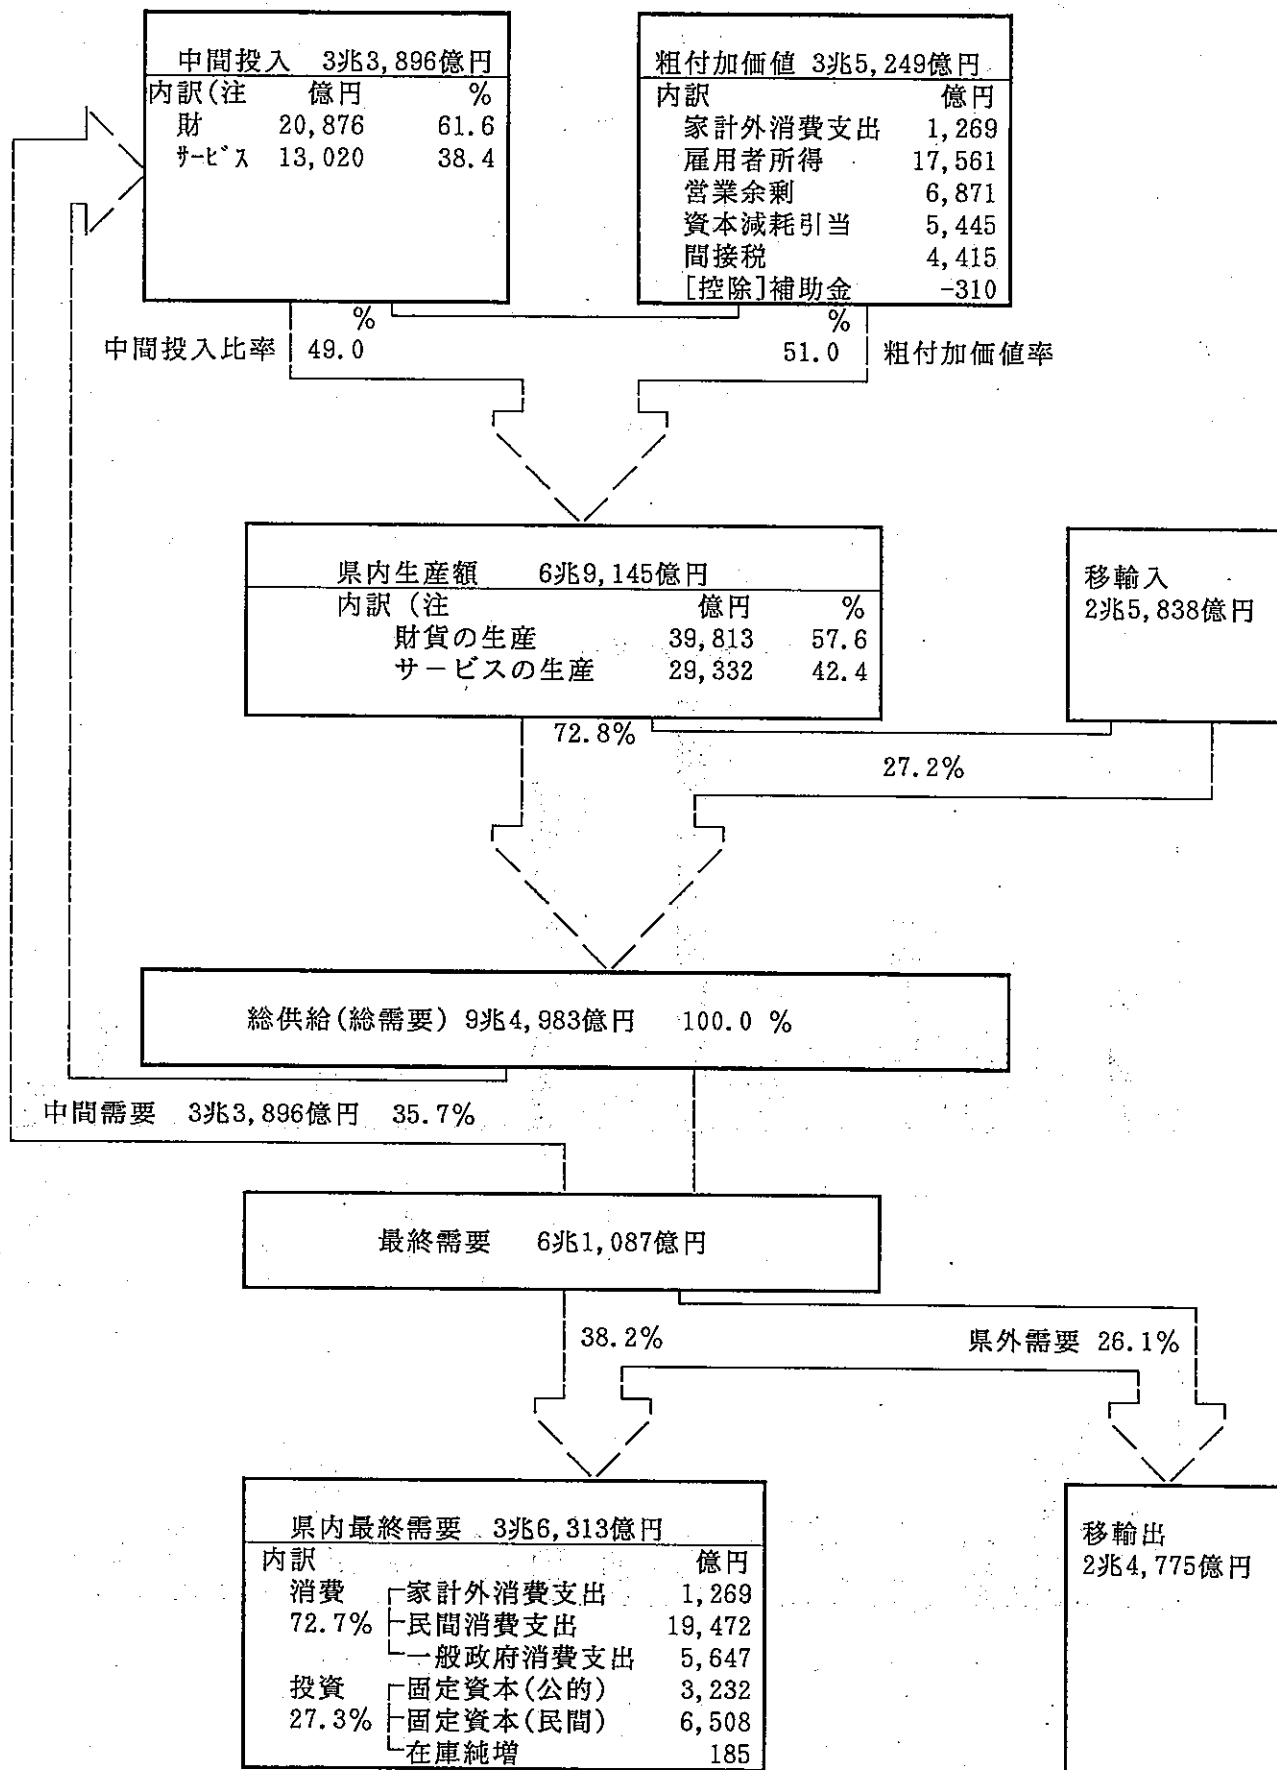 中間投入 3兆3,896億円
内訳(注 億円 %
財 20,876 61.6
サービス 13,020 38.4
粗付加価値 3兆5,249億円
内訳 億円
家計外消費支出 1,269
雇用者所得 17,561
営業余剰 6,871
資本減耗引当 5,445
間接税 4,415
[控除]補助金 -310
%
中間投入比率 49.0
%
51.0 粗付加価値率
県内生産額 6兆9,145億円
内訳(注 億円 %
財貨の生産 39,813 57.6
サービスの生産 29,332 42.4
移輸入
2兆5,838億円
72.8%
27.2%
総供給(総需要) 9兆4,983億円 100.0 %
中間需要 3兆3,896億円 35.7%
最終需要 6兆1,087億円
38.2%
県外需要 26.1%
県内最終需要 3兆6,313億円
内訳 億円
消費 家計外消費支出 1,269
72.7% 民間消費支出 19,472
一般政府消費支出 5,647
投資 固定資本(公的) 3,232
27.3% 固定資本(民間) 6,508
在庫純増 185
移輸出
2兆4,775億円